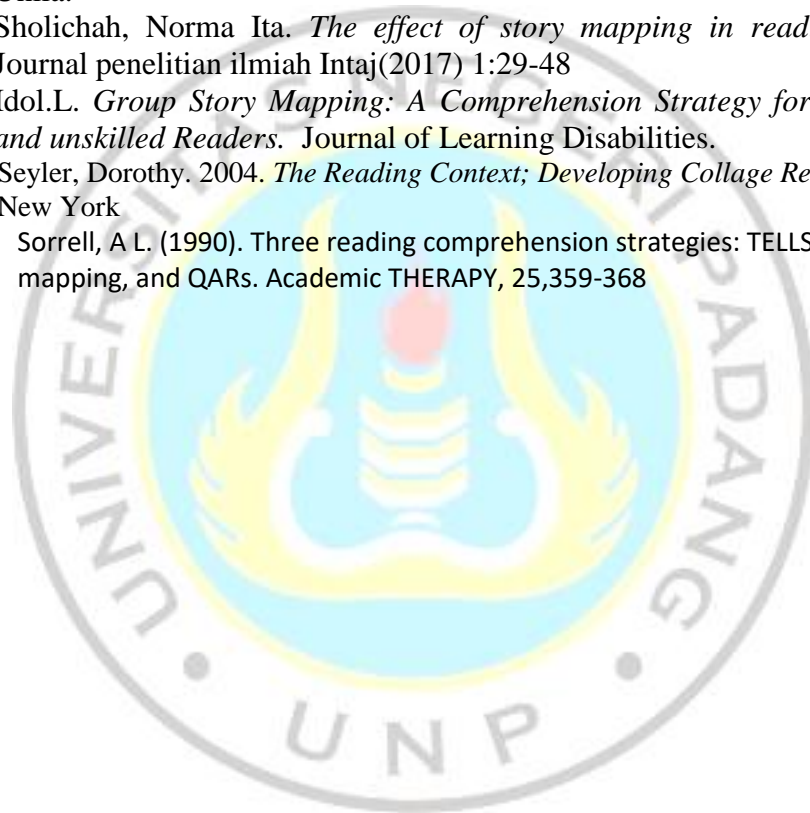 Sholichah, Norma Ita. The effect of story mapping in read
Journal penelitian ilmiah Intaj(2017) 1:29-48
Idol.L. Group Story Mapping: A Comprehension Strategy for
and unskilled Readers. Journal of Learning Disabilities.
Seyler, Dorothy. 2004. The Reading Context; Developing Collage Re
New York
Sorrell, A L. (1990). Three reading comprehension strategies: TELLS
mapping, and QARs. Academic THERAPY, 25,359-368
UNIVERSITAS NEGERI PADANG
UNP